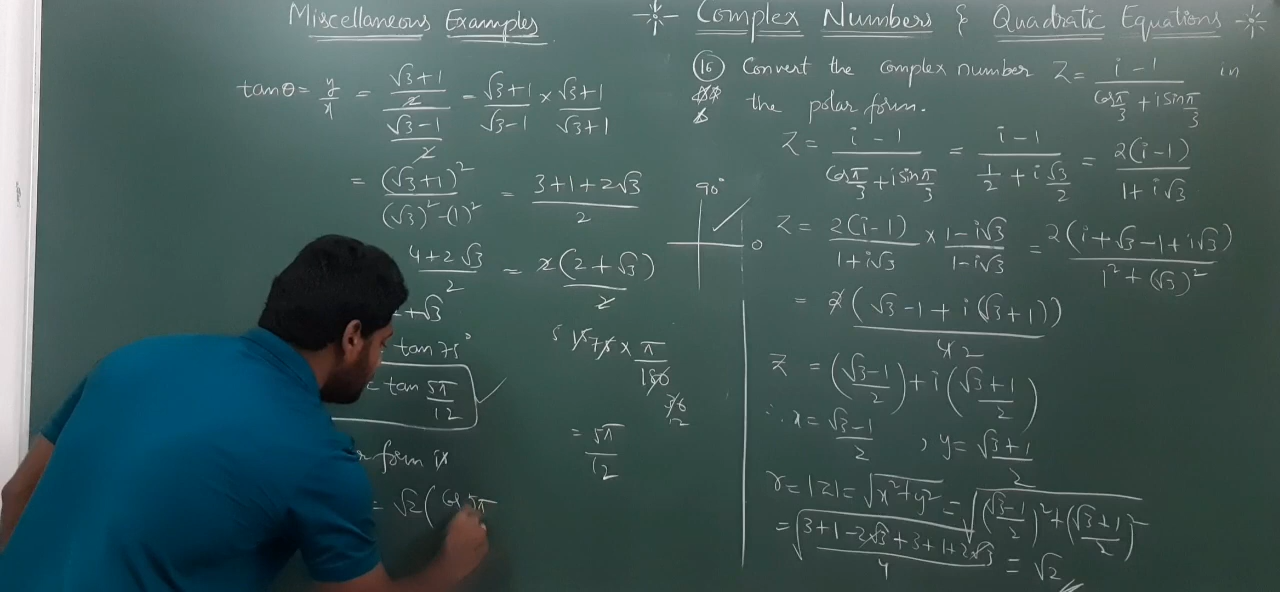 Miscellaneous Examples
Complex Numbers & Quadratic Equations
tanθ = y/x = ((√3+1)/2)/((√3-1)/2) = (√3+1)/(√3-1) × (√3+1)/(√3+1)
= (√3+1)²/((√3)²-(1)²) = (3+1+2√3)/2
(4+2√3)/2 = 2(2+√3)/2
+√3
tan 75°
= tan 5π/12
form is
= √2(Cos 5π
90°
0
5 15 75 × π/180
36
12
= 5π/12
(16) Convert the complex number Z = (i-1)/(Cos π/3 + i Sin π/3) in
the polar form.
Z = (i-1)/(Cos π/3 + i Sin π/3) = (i-1)/(1/2 + i √3/2) = 2(i-1)/(1+i√3)
Z = 2(i-1)/(1+i√3) × (1-i√3)/(1-i√3) = 2(i+√3-1+i√3)/(1²+(√3)²)
= 2(√3-1+i(√3+1))/4 2
Z = ((√3-1)/2) + i((√3+1)/2)
∴ x = (√3-1)/2 , y = (√3+1)/2
r = |z| = √(x²+y²) = √(((√3-1)/2)²+((√3+1)/2)²)
= √((3+1-2√3+3+1+2√3)/4) = √2